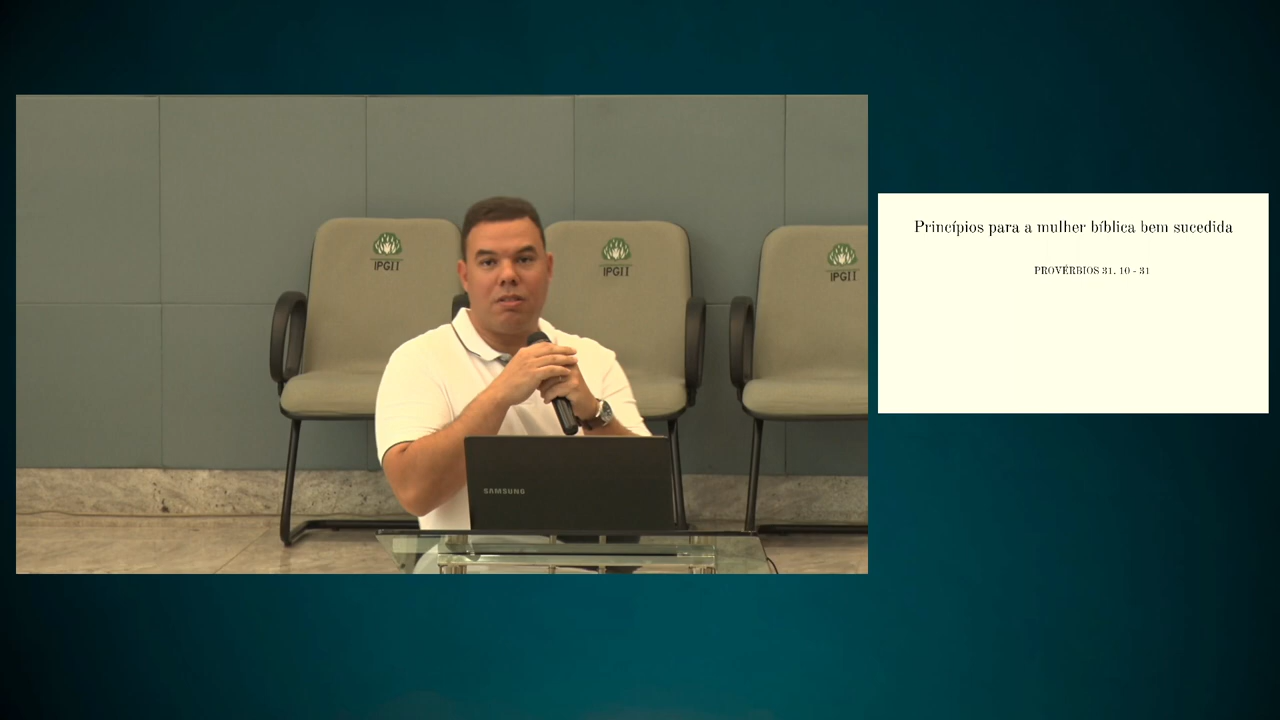 IPGII
IPGII
IPGII
SAMSUNG
Princípios para a mulher bíblica bem sucedida
PROVÉRBIOS 31. 10 - 31